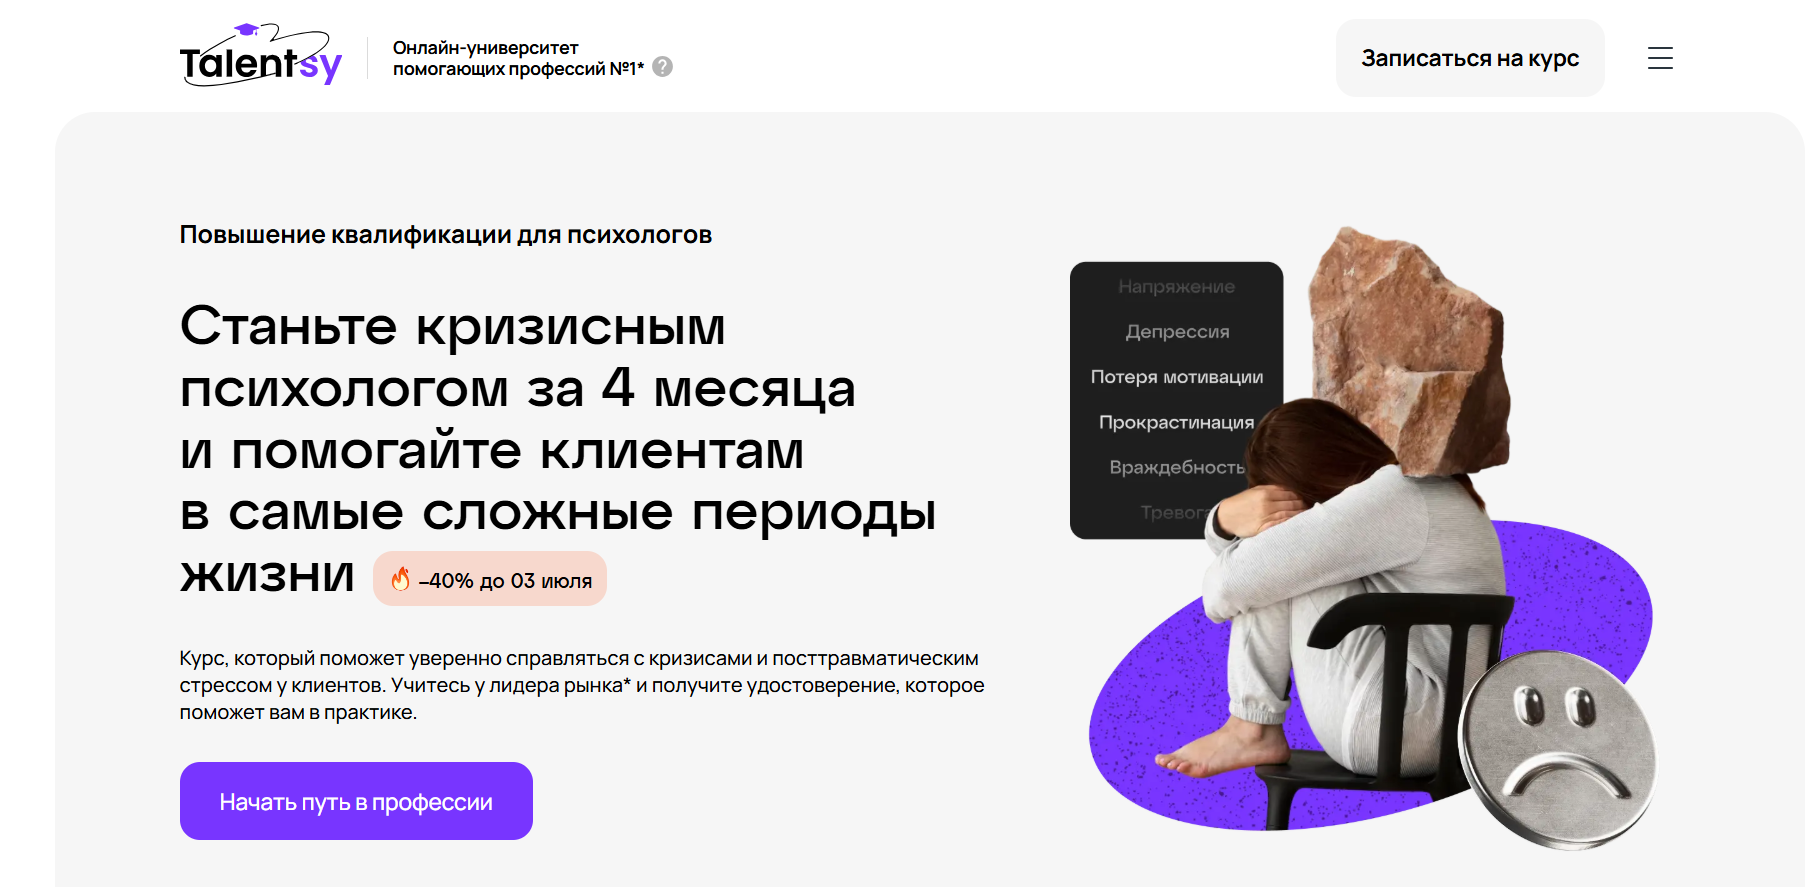 Talentsy
Онлайн-университет
помогающих профессий №1*
?
Записаться на курс
Повышение квалификации для психологов
Станьте кризисным
психологом за 4 месяца
и помогайте клиентам
в самые сложные периоды
жизни
–40% до 03 июля
Курс, который поможет уверенно справляться с кризисами и посттравматическим
стрессом у клиентов. Учитесь у лидера рынка* и получите удостоверение, которое
поможет вам в практике.
Начать путь в профессии
Напряжение
Депрессия
Потеря мотивации
Прокрастинация
Враждебность
Тревога